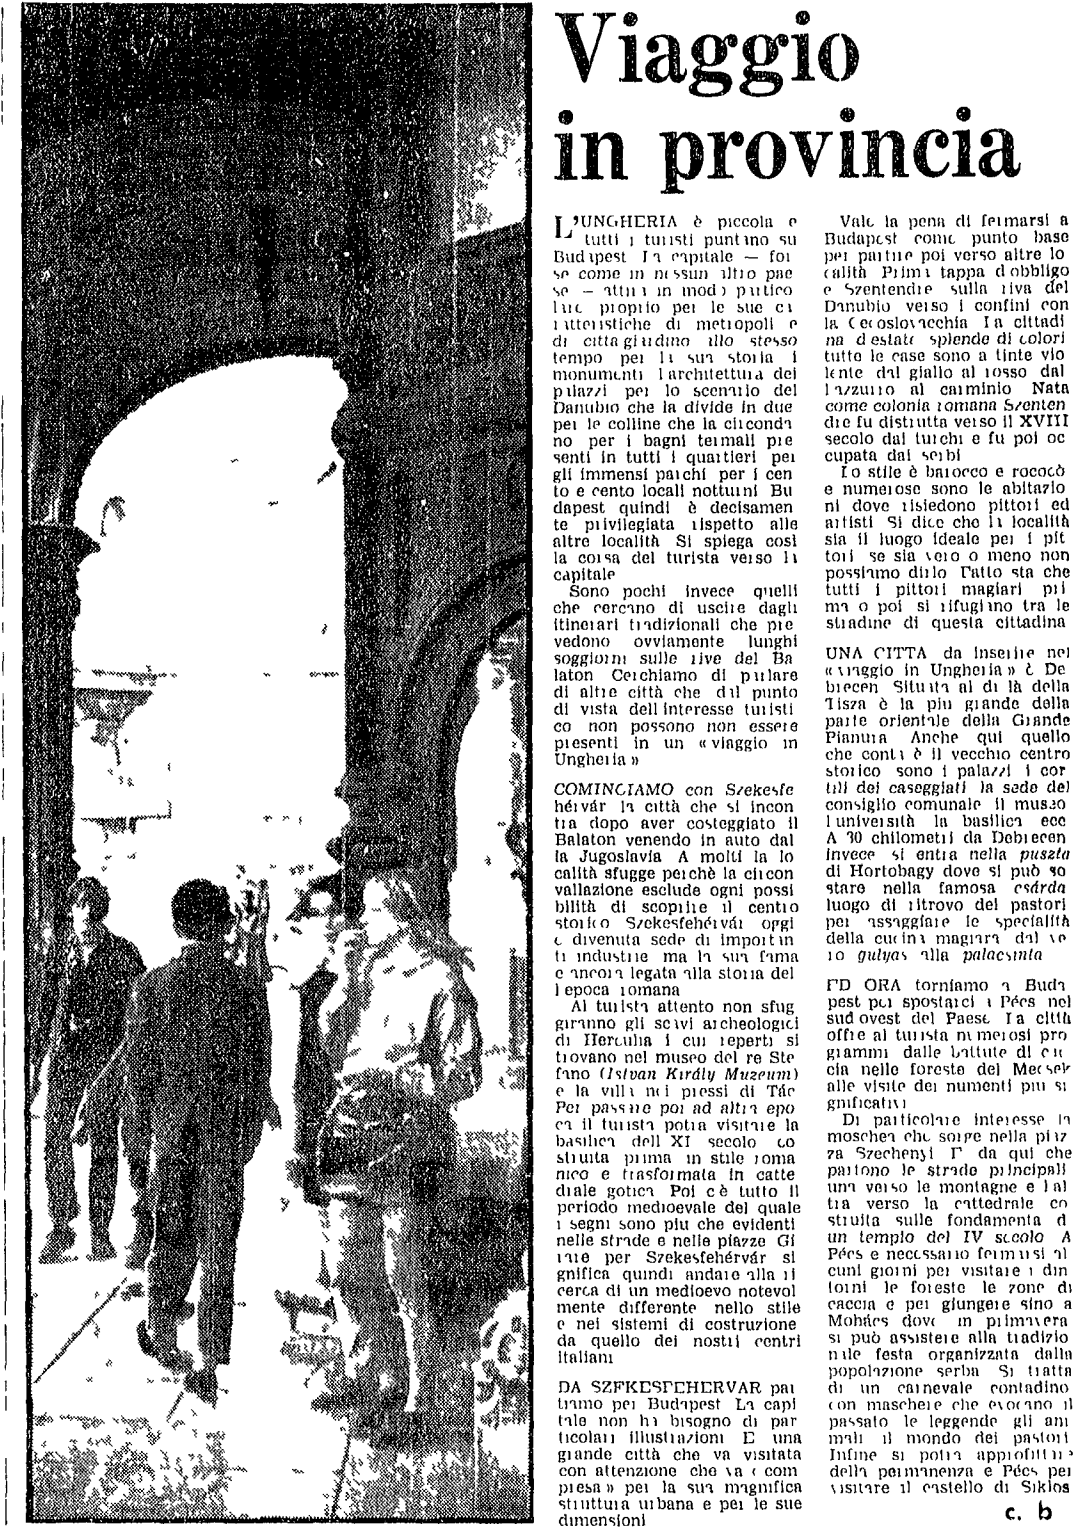 Viaggio
in provincia
L'UNGHERIA è piccola e
tutti i turisti puntano su
Budapest La capitale — for
se come in nessun altro pae
se — attira in modo partico
lare proprio per le sue ca
ratteristiche di metropoli e
di città giardino allo stesso
tempo per la sua storia i
monumenti l architettura dei
palazzi per lo scenario del
Danubio che la divide in due
per le colline che la circonda
no per i bagni termali pre
senti in tutti i quartieri per
gli immensi parchi per i cen
to e cento locali notturni Bu
dapest quindi è decisamen
te privilegiata rispetto alle
altre località Si spiega così
la corsa del turista verso la
capitale
Sono pochi invece quelli
che cercano di uscire dagli
itinerari tradizionali che pre
vedono ovviamente lunghi
soggiorni sulle rive del Ba
laton Cerchiamo di parlare
di altre città che dal punto
di vista dell interesse turisti
co non possono non essere
presenti in un « viaggio in
Ungheria »
COMINCIAMO con Szekesfe
hérvár la città che si incon
tra dopo aver costeggiato il
Balaton venendo in auto dal
la Jugoslavia A molti la lo
calità sfugge perchè la circon
vallazione esclude ogni possi
bilità di scoprire il centro
storico Szekesfehérvár oggi
è divenuta sede di importan
ti industrie ma la sua fama
è ancora legata alla storia del
l epoca romana
Al turista attento non sfug
giranno gli scavi archeologici
di Herculia i cui reperti si
trovano nel museo del re Ste
fano (Istvan Király Muzeum)
e la villa nei pressi di Tác
Per passare poi ad altra epo
ca il turista potrà visitare la
basilica dell XI secolo co
struita prima in stile roma
nico e trasformata in catte
drale gotica Poi c è tutto il
periodo medioevale del quale
i segni sono piu che evidenti
nelle strade e nelle piazze Gi
rare per Szekesfehérvár si
gnifica quindi andare alla ri
cerca di un medioevo notevol
mente differente nello stile
e nei sistemi di costruzione
da quello dei nostri centri
italiani
DA SZEKESFEHERVAR par
tiamo per Budapest La capi
tale non ha bisogno di par
ticolari illustrazioni E una
grande città che va visitata
con attenzione che va « com
presa » per la sua magnifica
struttura urbana e per le sue
dimensioni
Vale la pena di fermarsi a
Budapest come punto base
per partire poi verso altre lo
calità Prima tappa d obbligo
e Szentendre sulla riva del
Danubio verso i confini con
la Cecoslovacchia La cittadi
na d estate splende di colori
tutte le case sono a tinte vio
lente dal giallo al rosso dal
l azzurro al carminio Nata
come colonia romana Szenten
dre fu distrutta verso il XVIII
secolo dai turchi e fu poi oc
cupata dai serbi
Lo stile è barocco e rococò
e numerose sono le abitazio
ni dove risiedono pittori ed
artisti Si dice che la località
sia il luogo ideale per i pit
tori se sia vero o meno non
possiamo dirlo Fatto sta che
tutti i pittori magiari pri
ma o poi si rifugiano tra le
stradine di questa cittadina
UNA CITTA da inserire nel
« viaggio in Ungheria » è De
brecen Situata al di là della
Tisza è la piu grande della
parte orientale della Grande
Pianura Anche qui quello
che conta è il vecchio centro
storico sono i palazzi i cor
tili dei caseggiati la sede del
consiglio comunale il museo
l università la basilica ecc
A 30 chilometri da Debrecen
invece si entra nella puszta
di Hortobagy dove si può so
stare nella famosa csárda
luogo di ritrovo dei pastori
per assaggiare le specialità
della cucina magiara dal ve
ro gulyas alla palacsinta
ED ORA torniamo a Buda
pest per spostarci a Pécs nel
sud ovest del Paese La città
offre al turista numerosi pro
grammi dalle battute di cac
cia nelle foreste del Mecsek
alle visite dei numenti piu si
gnificativi
Di particolare interesse la
moschea che sorge nella piaz
za Szechenyi E da qui che
partono le strade principali
una verso le montagne e l al
tra verso la cattedrale co
struita sulle fondamenta d
un tempio del IV secolo A
Pécs e necessario fermarsi al
cuni giorni per visitare i din
torni le foreste le zone di
caccia e per giungere sino a
Mohács dove in primavera
si può assistere alla tradizio
nale festa organizzata dalla
popolazione serba Si tratta
di un carnevale contadino
con maschere che evocano il
passato le leggende gli ani
mali il mondo dei pastori
Infine si potrà approfittare
della permanenza e Pécs per
visitare il castello di Siklos
c. b